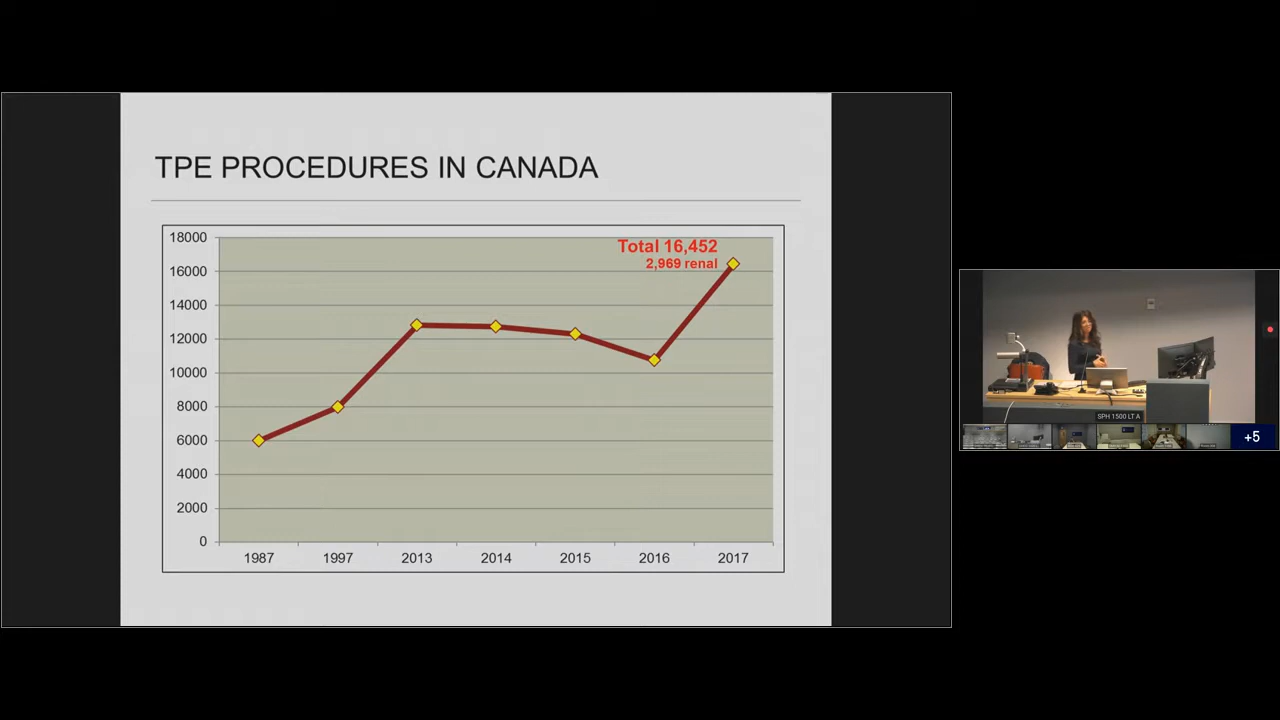 TPE PROCEDURES IN CANADA
18000
16000
14000
12000
10000
8000
6000
4000
2000
0
Total 16,452
2,969 renal
1987 1997 2013 2014 2015 2016 2017
SPH 1500 LT A
+5